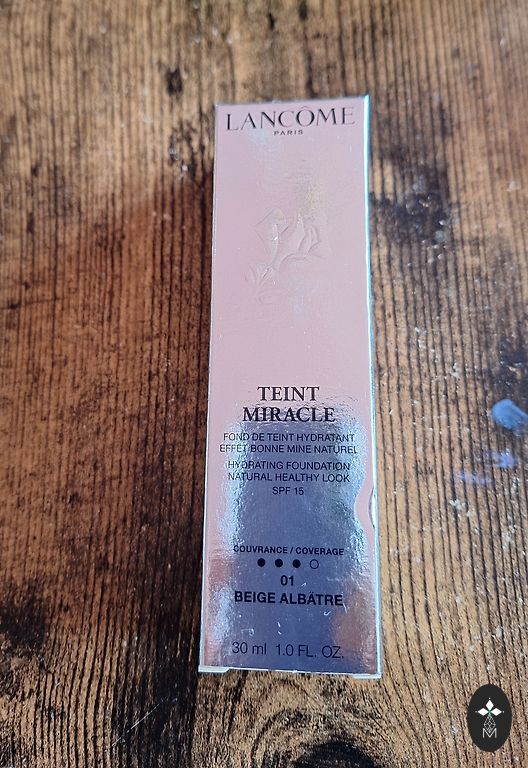 LANCÔME
PARIS
TEINT
MIRACLE
FOND DE TEINT HYDRATANT
EFFET BONNE MINE NATUREL
HYDRATING FOUNDATION
NATURAL HEALTHY LOOK
SPF 15
COUVRANCE / COVERAGE
01
BEIGE ALBÂTRE
30 ml 1.0 FL. OZ.